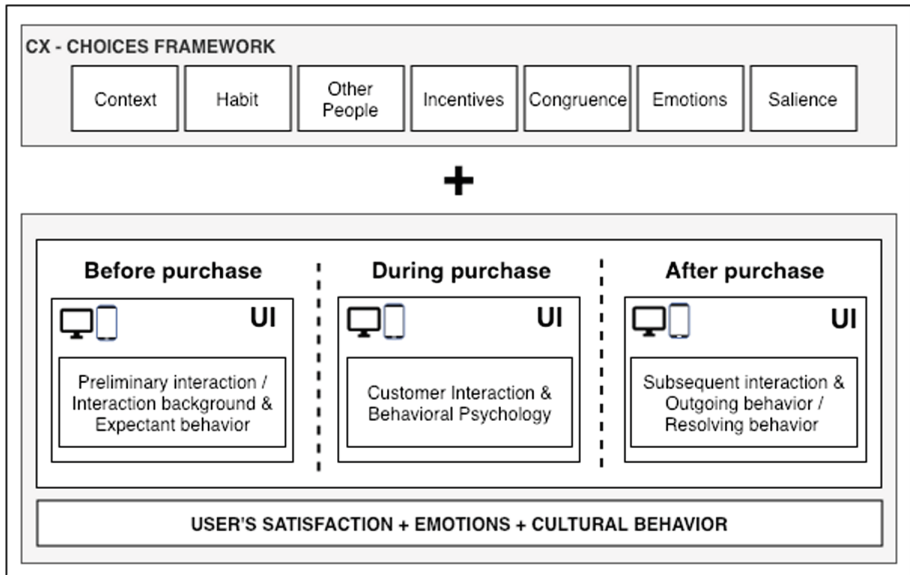 CX - CHOICES FRAMEWORK
Context
Habit
Other
People
Incentives
Congruence
Emotions
Salience
+
Before purchase
During purchase
After purchase
UI
UI
UI
Preliminary interaction /
Interaction background &
Expectant behavior
Customer Interaction &
Behavioral Psychology
Subsequent interaction &
Outgoing behavior /
Resolving behavior
USER'S SATISFACTION + EMOTIONS + CULTURAL BEHAVIOR